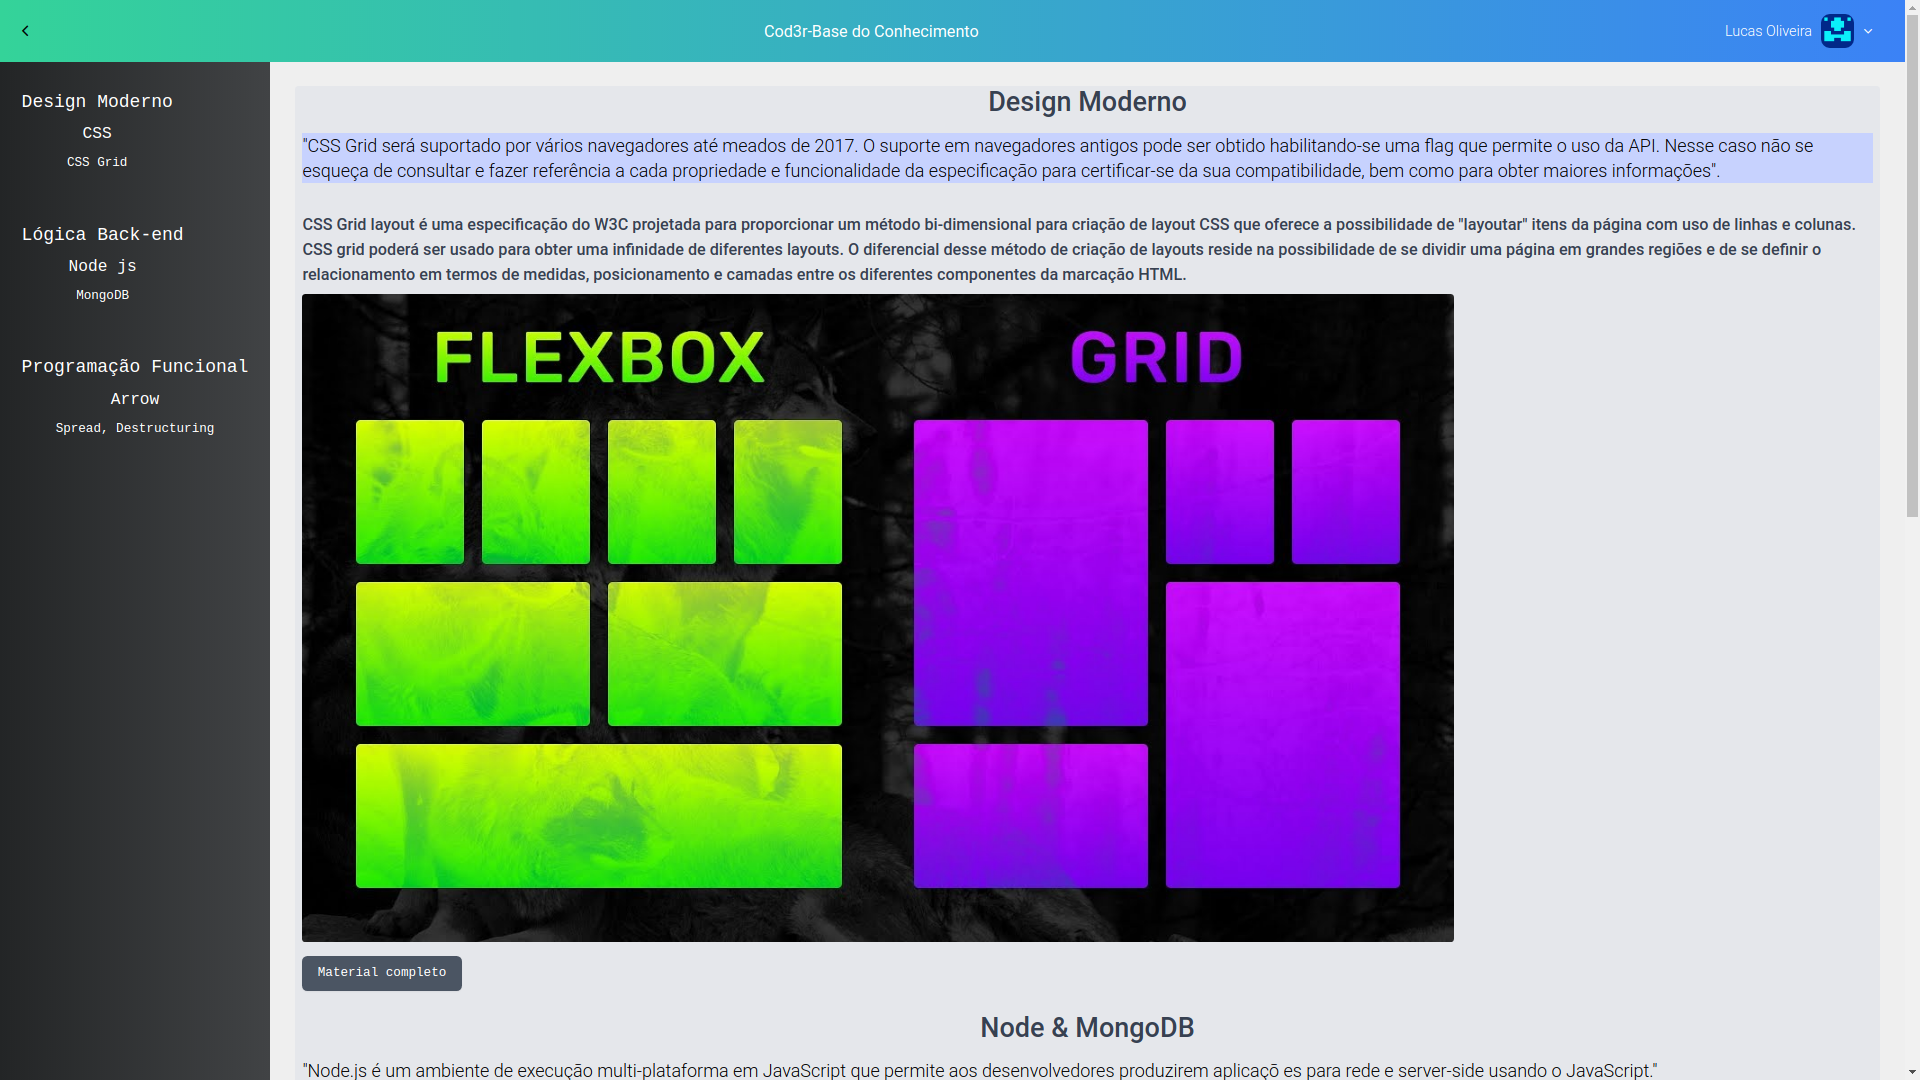 Cod3r-Base do Conhecimento
Lucas Oliveira
Design Moderno
CSS
CSS Grid
Lógica Back-end
Node js
MongoDB
Programação Funcional
Arrow
Spread, Destructuring
Design Moderno
"CSS Grid será suportado por vários navegadores até meados de 2017. O suporte em navegadores antigos pode ser obtido habilitando-se uma flag que permite o uso da API. Nesse caso não se
esqueça de consultar e fazer referência a cada propriedade e funcionalidade da especificação para certificar-se da sua compatibilidade, bem como para obter maiores informações".
CSS Grid layout é uma especificação do W3C projetada para proporcionar um método bi-dimensional para criação de layout CSS que oferece a possibilidade de "layoutar" itens da página com uso de linhas e colunas.
CSS grid poderá ser usado para obter uma infinidade de diferentes layouts. O diferencial desse método de criação de layouts reside na possibilidade de se dividir uma página em grandes regiões e de se definir o
relacionamento em termos de medidas, posicionamento e camadas entre os diferentes componentes da marcação HTML.
FLEXBOX
GRID
Material completo
Node & MongoDB
"Node.js é um ambiente de execução multi-plataforma em JavaScript que permite aos desenvolvedores produzirem aplicaçõ es para rede e server-side usando o JavaScript."